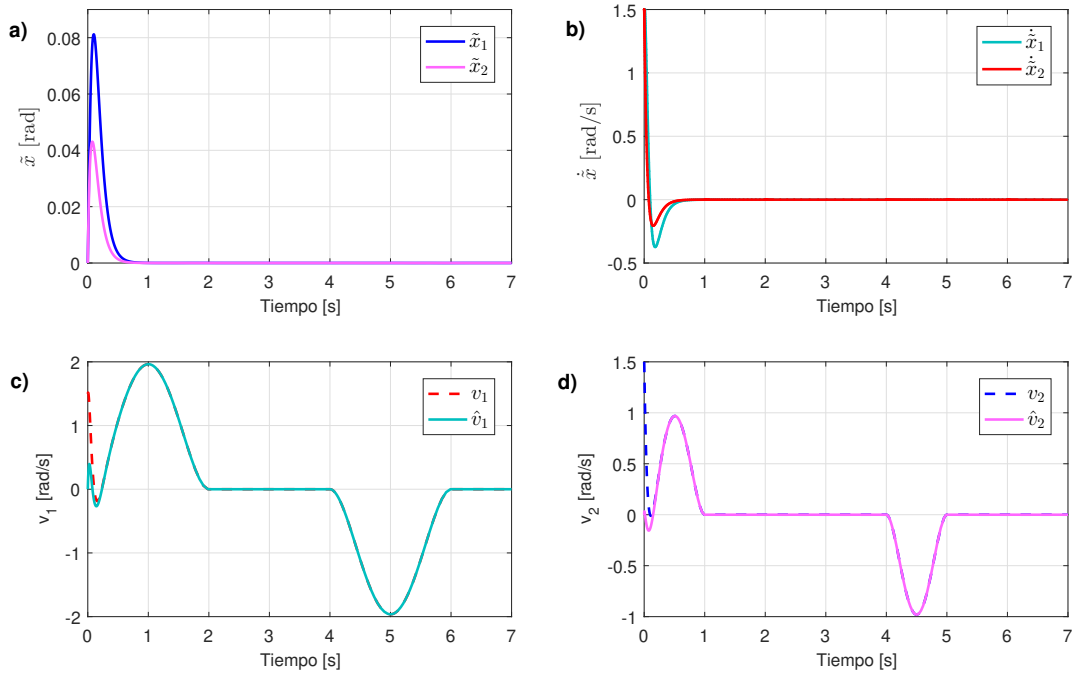 a)
0.08
0.06
0.04
0.02
0
x̃ [rad]
x̃₁
x̃₂
0 1 2 3 4 5 6 7
Tiempo [s]
b)
1.5
1
0.5
0
-0.5
ẋ̃ [rad/s]
ẋ̃₁
ẋ̃₂
0 1 2 3 4 5 6 7
Tiempo [s]
c)
2
1
0
-1
-2
v₁ [rad/s]
v₁
v̂₁
0 1 2 3 4 5 6 7
Tiempo [s]
d)
1.5
1
0.5
0
-0.5
-1
v₂ [rad/s]
v₂
v̂₂
0 1 2 3 4 5 6 7
Tiempo [s]